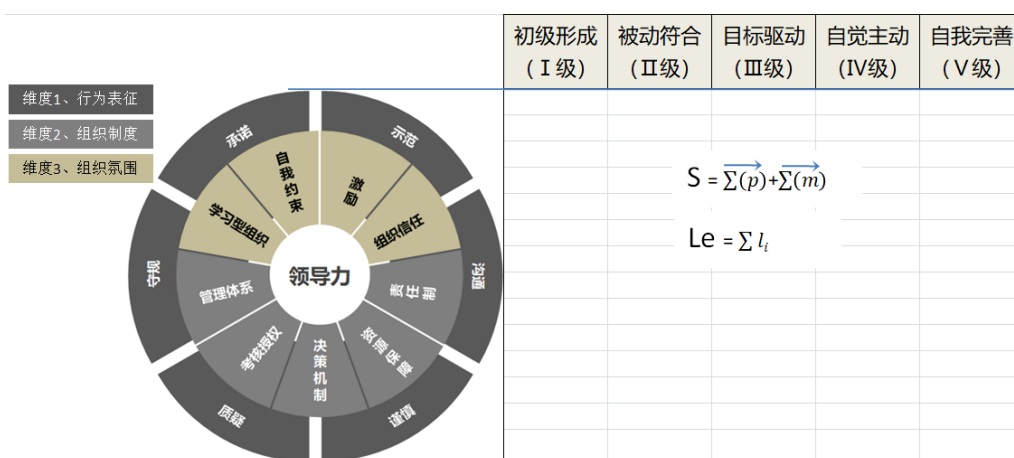 初级形成
(Ⅰ级)
被动符合
(Ⅱ级)
目标驱动
(Ⅲ级)
自觉主动
(Ⅳ级)
自我完善
(Ⅴ级)
维度1、行为表征
维度2、组织制度
维度3、组织氛围
承诺
示范
沟通
谨慎
质疑
守规
自我约束
激励
组织信任
责任制
资源保障
决策机制
考核授权
管理体系
学习型组织
领导力
S = ∑(p)+∑(m)
Le = ∑ lᵢ